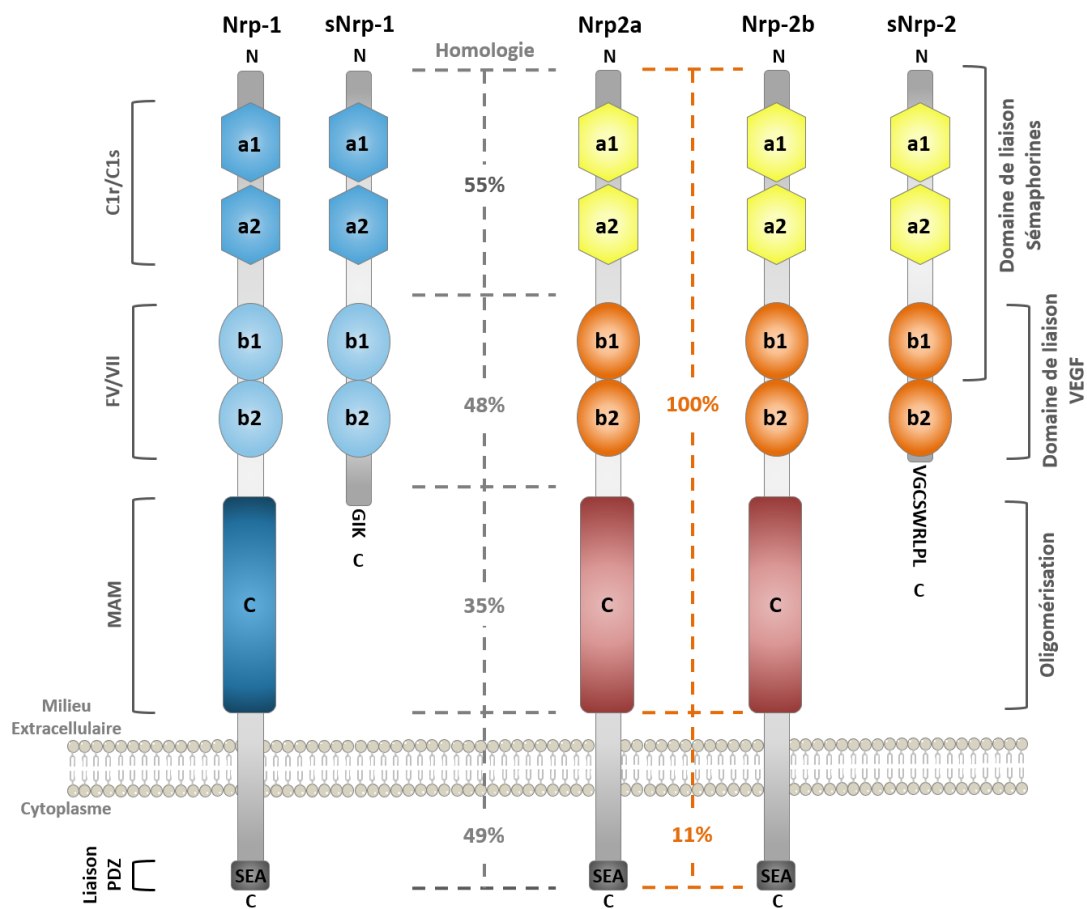 Nrp-1
sNrp-1
Nrp2a
Nrp-2b
sNrp-2
N
N
Homologie
N
N
N
C1r/C1s
a1
a1
a1
a1
a1
55%
a2
a2
a2
a2
a2
Domaine de liaison
Sémaphorines
FV/VII
b1
b1
b1
b1
b1
48%
100%
b2
b2
b2
b2
b2
Domaine de liaison
VEGF
GIK
C
VGCSWRLPL
C
MAM
C
35%
C
C
Oligomérisation
Milieu
Extracellulaire
Cytoplasme
49%
11%
Liaison
PDZ
SEA
SEA
SEA
C
C
C